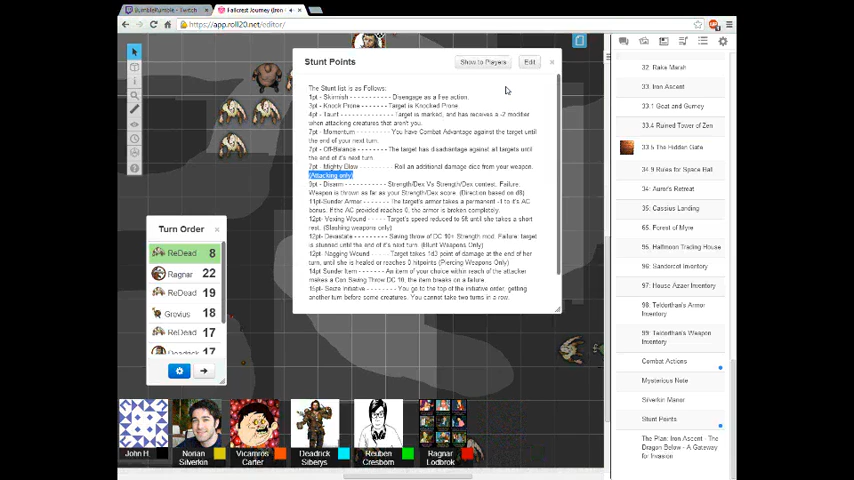 BumbleRumble - Twitch
Fallcrest Journey (Iron
https://app.roll20.net/editor/
Stunt Points
Show to Players
Edit
The Stunt list is as Follows:
1pt - Skirmish - - - - - - - - - - - Disengage as a free action.
3pt - Knock Prone - - - - - - - Target is Knocked Prone
4pt - Taunt - - - - - - - - - - - - Target is marked, and has receives a -2 modifier
when attacking creatures that aren't you.
7pt - Momentum - - - - - - - You have Combat Advantage against the target until
the end of your next turn.
7pt - Off-Balance - - - - - - The target has disadvantage against all targets until
the end of it's next turn
7pt - Mighty Blow - - - - - - - Roll an additional damage dice from your weapon.
(Attacking only)
9pt - Disarm - - - - - - - - - - Strength/Dex Vs Strength/Dex contest. Failure:
Weapon is thrown as far as your Strength/Dex score. (Direction based on d8)
11pt-Sunder Armor - - - - - The target's armor takes a permanent -1 to it's AC
bonus. If the AC provided reaches 0, the armor is broken completely.
12pt- Vexing Wound - - - - Target's speed reduced to 5ft until she takes a short
rest. (Slashing weapons only)
12pt- Devastate - - - - - - - - Saving throw of DC 10+ Strength mod. Failure: target
is stunned until the end of it's next turn. (Blunt Weapons Only)
12pt- Nagging Wound - - - Target takes 1d3 point of damage at the end of her
turn, until she is healed or reaches 0 hitpoints (Piercing Weapons Only)
14pt Sunder Item - - - - - An item of your choice within reach of the attacker
makes a Con Saving Throw DC 10, the item breaks on a failure
15pt- Seize Initiative - - - - - You go to the top of the initiative order, getting
another turn before some creatures. You cannot take two turns in a row.
Turn Order
ReDead 8
Ragnar 22
ReDead 19
Grovius 18
ReDead 17
Deadrick 17
John H.
Norian Silverkin
Vicamros Carter
Deadrick Siberys
Reuben Cresborn
Ragnar Lodbrok
32. Rake Marsh
33. Iron Ascent
33.1 Goat and Gurney
33.4 Ruined Tower of Zen
33.5 The Hidden Gate
34.9 Rules for Space Ball
34. Aurer's Retreat
35. Cassius Landing
65. Forest of Myre
95. Halfmoon Trading House
96. Sandercot Inventory
97. House Azaer Inventory
98. Teldorthan's Armor
Inventory
99. Teldorthan's Weapon
Inventory
Combat Actions
Mysterious Note
Silverkin Manor
Stunt Points
The Plan: Iron Ascent - The
Dragon Below - A Gateway
for Invasion